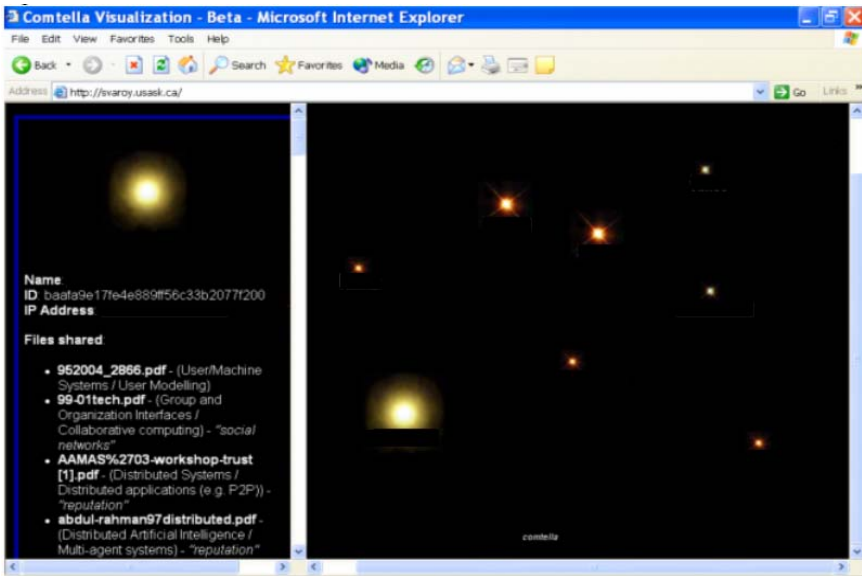 Comtella Visualization - Beta - Microsoft Internet Explorer
File Edit View Favorites Tools Help
Back Search Favorites Media
Address http://svaroy.usask.ca/ Go Links »
Name:
ID: baafa9e17fe4e889ff56c33b2077f200
IP Address:
Files shared:
• 952004_2866.pdf - (User/Machine
Systems / User Modelling)
• 99-01tech.pdf - (Group and
Organization Interfaces /
Collaborative computing) - "social
networks"
• AAMAS%2703-workshop-trust
[1].pdf - (Distributed Systems /
Distributed applications (e.g. P2P)) -
"reputation"
• abdul-rahman97distributed.pdf -
(Distributed Artificial Intelligence /
Multi-agent systems) - "reputation"
comtella